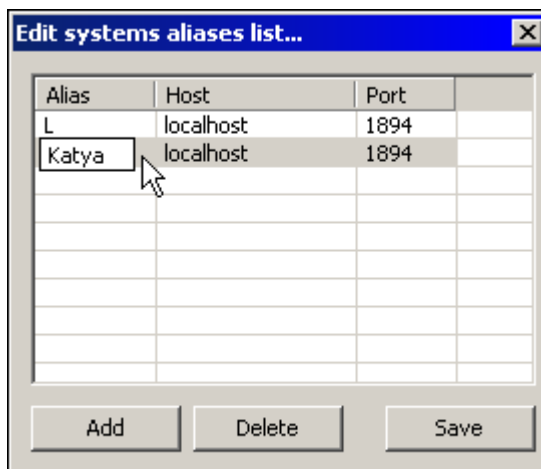 Edit systems aliases list...
Alias Host Port
L localhost 1894
Katya localhost 1894
Add Delete Save